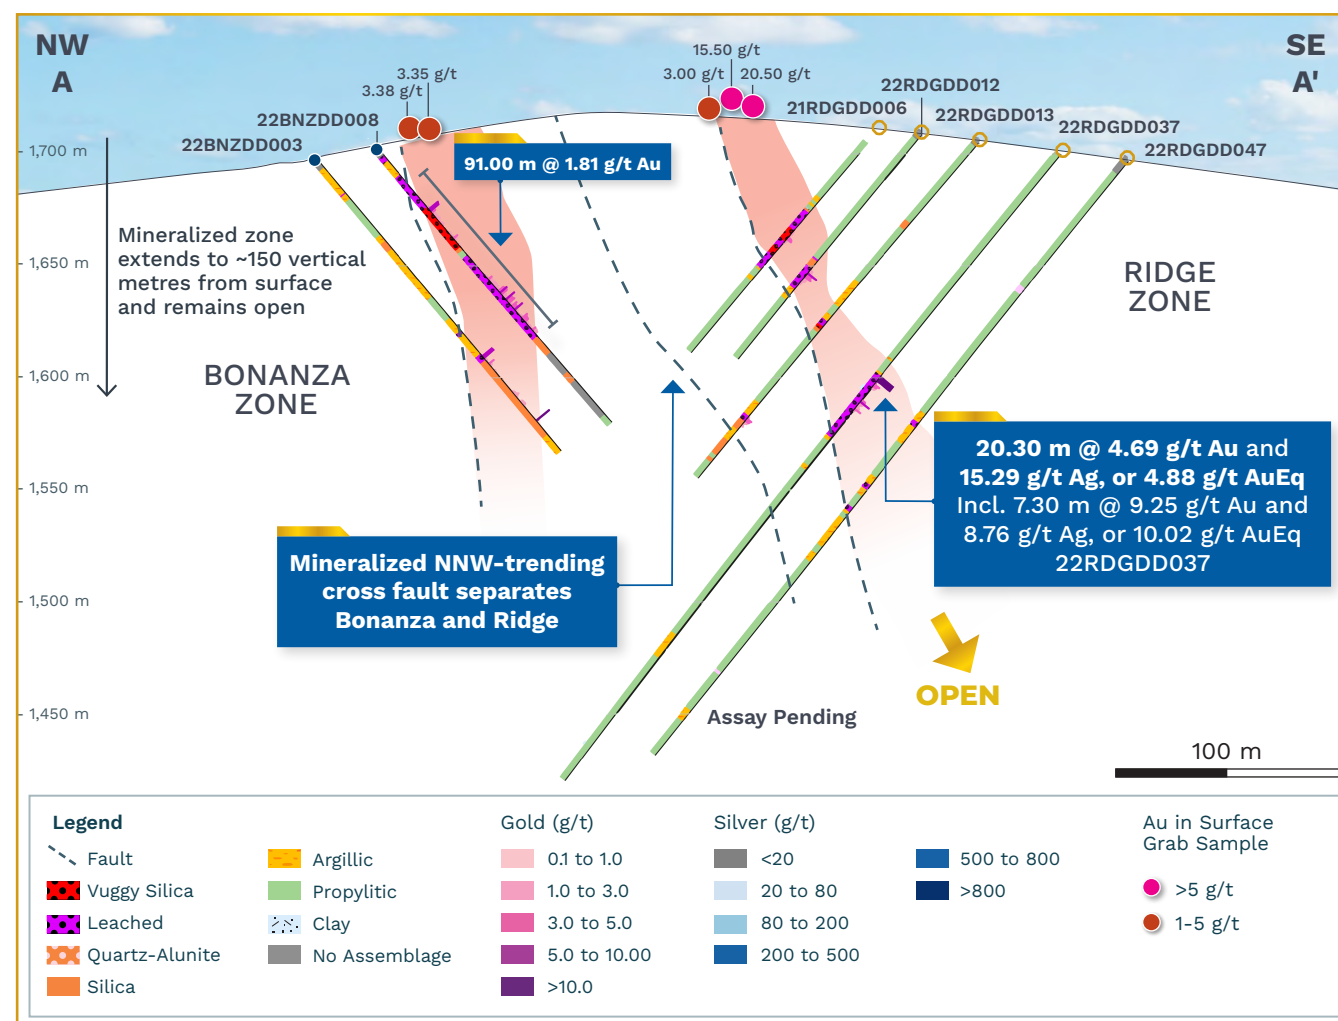 NW
A
SE
A'
15.50 g/t
3.35 g/t
3.00 g/t
20.50 g/t
3.38 g/t
22RDGDD012
21RDGDD006
22RDGDD013
22BNZDD008
22RDGDD037
22BNZDD003
22RDGDD047
1,700 m
91.00 m @ 1.81 g/t Au
Mineralized zone
extends to ~150 vertical
metres from surface
and remains open
1,650 m
RIDGE
ZONE
1,600 m
BONANZA
ZONE
20.30 m @ 4.69 g/t Au and
15.29 g/t Ag, or 4.88 g/t AuEq
Incl. 7.30 m @ 9.25 g/t Au and
8.76 g/t Ag, or 10.02 g/t AuEq
22RDGDD037
1,550 m
Mineralized NNW-trending
cross fault separates
Bonanza and Ridge
1,500 m
OPEN
1,450 m
Assay Pending
100 m
Legend
Fault
Vuggy Silica
Leached
Quartz-Alunite
Silica
Argillic
Propylitic
Clay
No Assemblage
Gold (g/t)
0.1 to 1.0
1.0 to 3.0
3.0 to 5.0
5.0 to 10.00
>10.0
Silver (g/t)
<20
20 to 80
80 to 200
200 to 500
500 to 800
>800
Au in Surface
Grab Sample
>5 g/t
1-5 g/t